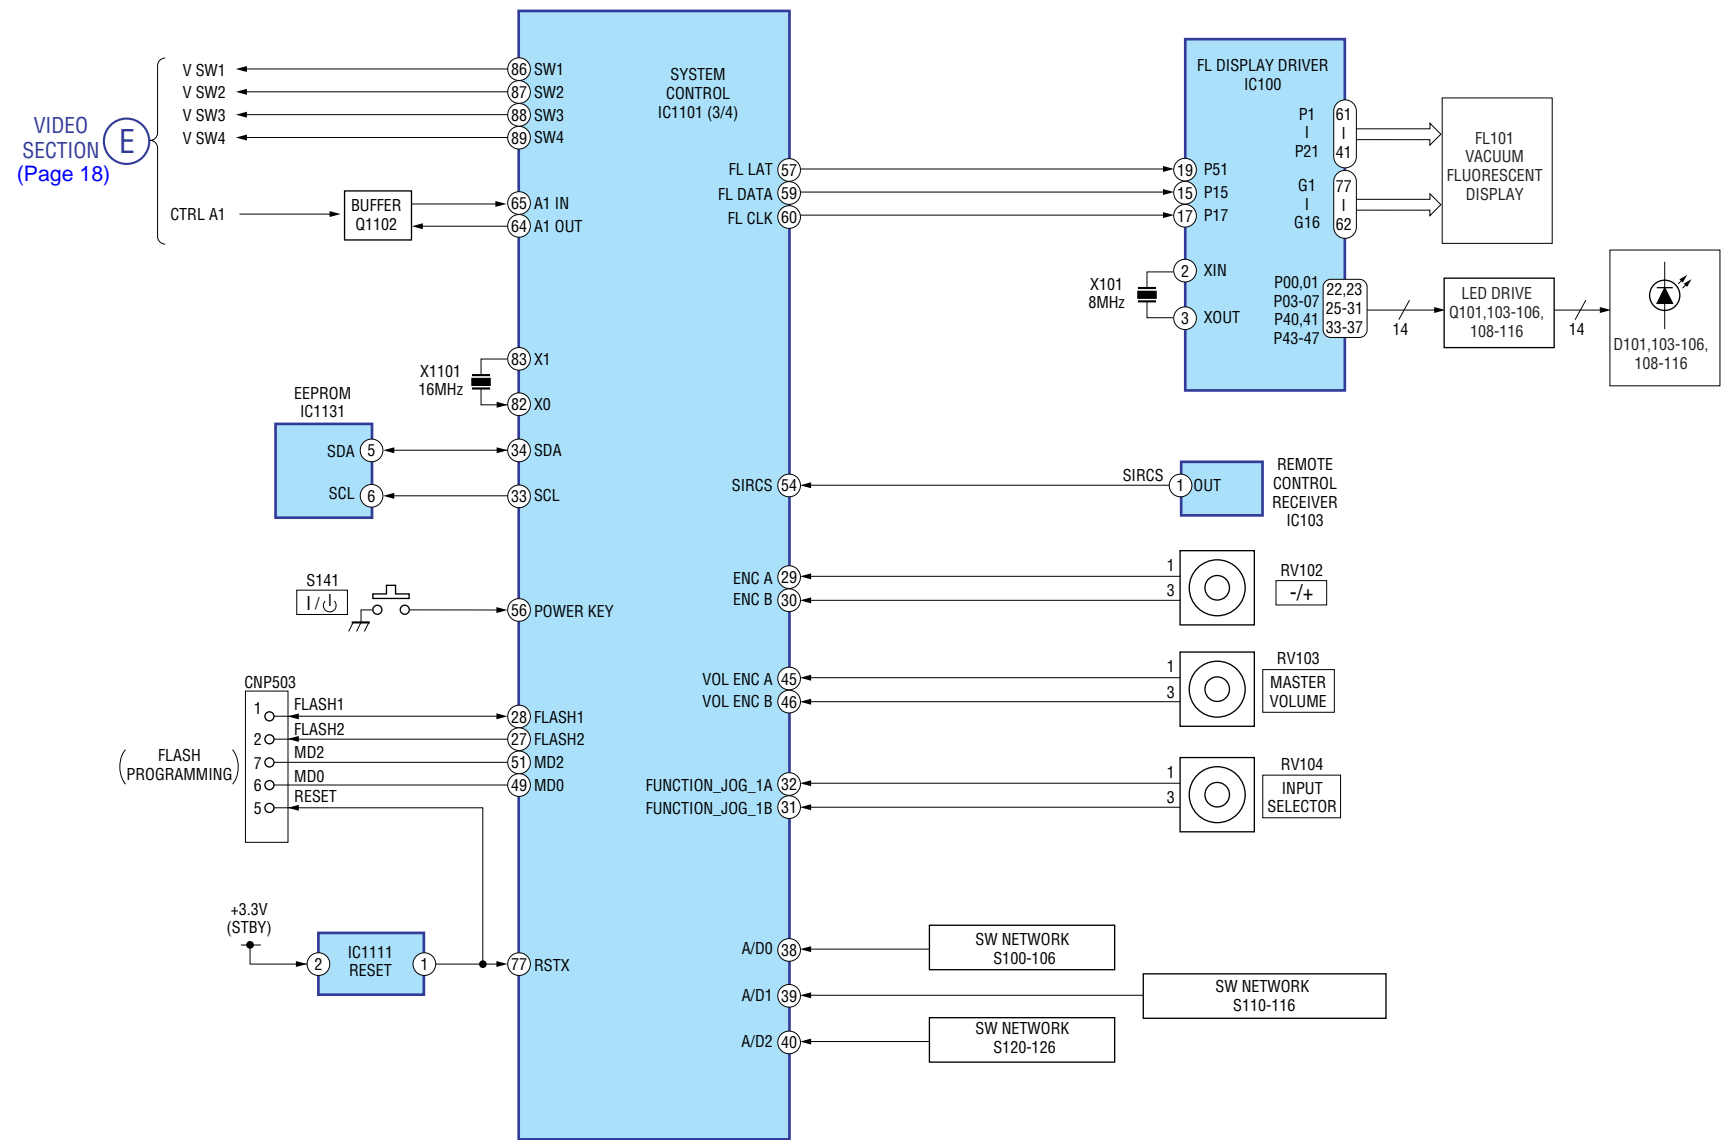 VIDEO
SECTION
(Page 18)
E
V SW1
V SW2
V SW3
V SW4
CTRL A1
BUFFER
Q1102
86 SW1
87 SW2
88 SW3
89 SW4
65 A1 IN
64 A1 OUT
SYSTEM
CONTROL
IC1101 (3/4)
X1101
16MHz
83 X1
82 X0
EEPROM
IC1131
SDA 5
SCL 6
34 SDA
33 SCL
S141
I / ⏻
56 POWER KEY
CNP503
1 FLASH1
2 FLASH2
7 MD2
6 MD0
5 RESET
(FLASH
PROGRAMMING)
28 FLASH1
27 FLASH2
51 MD2
49 MD0
+3.3V
(STBY)
2
IC1111
RESET
1
77 RSTX
FL LAT 57
FL DATA 59
FL CLK 60
SIRCS 54
ENC A 29
ENC B 30
VOL ENC A 45
VOL ENC B 46
FUNCTION_JOG_1A 32
FUNCTION_JOG_1B 31
A/D0 38
A/D1 39
A/D2 40
FL DISPLAY DRIVER
IC100
19 P51
15 P15
17 P17
2 XIN
3 XOUT
X101
8MHz
P1 61
I I
P21 41
G1 77
I I
G16 62
P00,01
P03-07
P40,41
P43-47
22,23
25-31
33-37
14
FL101
VACUUM
FLUORESCENT
DISPLAY
LED DRIVE
Q101,103-106,
108-116
14
D101,103-106,
108-116
SIRCS
1 OUT
REMOTE
CONTROL
RECEIVER
IC103
1
3
RV102
-/+
1
3
RV103
MASTER
VOLUME
1
3
RV104
INPUT
SELECTOR
SW NETWORK
S100-106
SW NETWORK
S110-116
SW NETWORK
S120-126